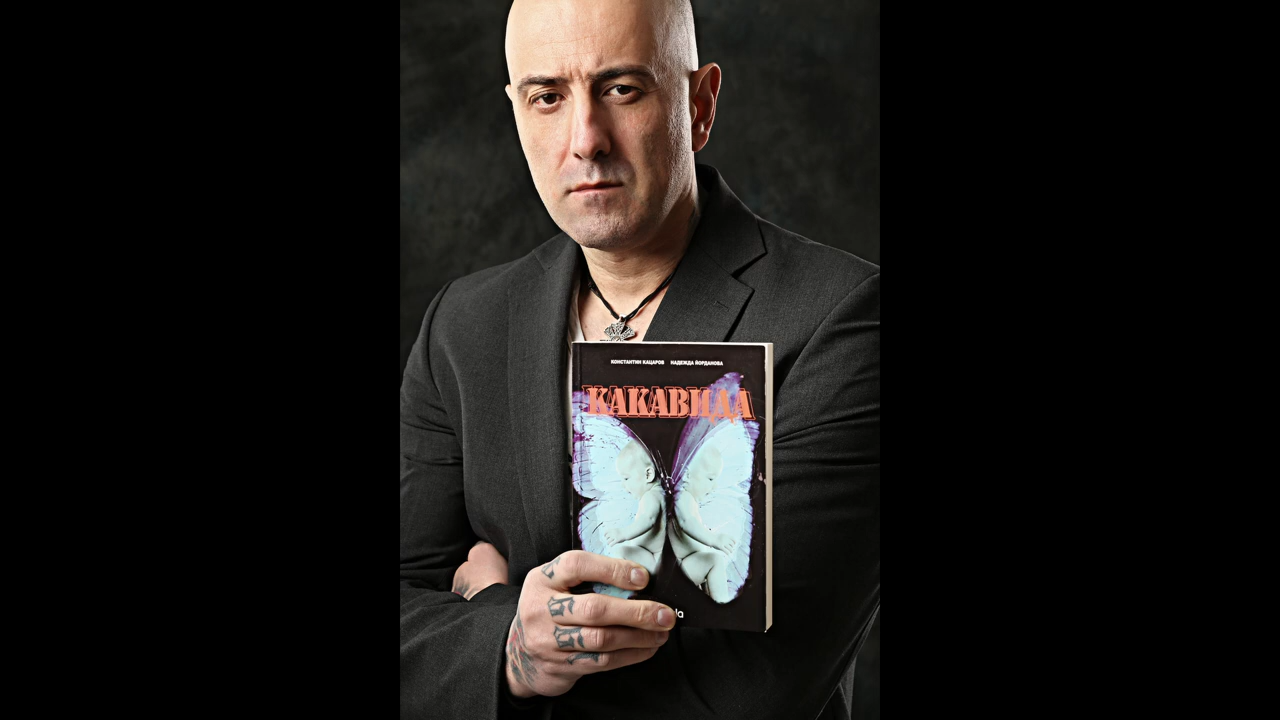 КОНСТАНТИН КАЦАРОВ НАДЕЖДА ЙОРДАНОВА
КАКАВИДА